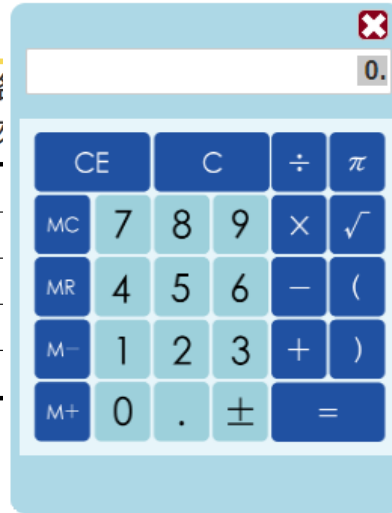 0.
CE C ÷ π
MC 7 8 9 × √
MR 4 5 6 − (
M− 1 2 3 + )
M+ 0 . ± =